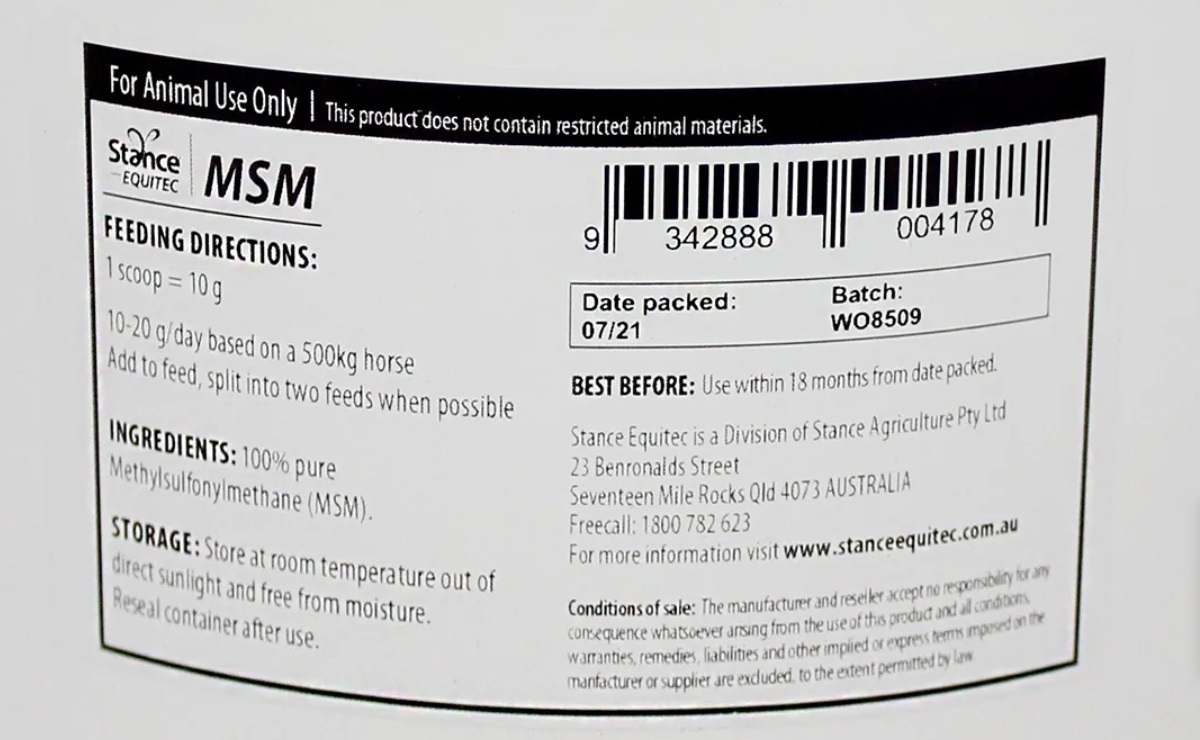 For Animal Use Only | This product does not contain restricted animal materials.
Stance
EQUITEC
MSM
FEEDING DIRECTIONS:
1 scoop = 10 g
10-20 g/day based on a 500kg horse
Add to feed, split into two feeds when possible
INGREDIENTS: 100% pure
Methylsulfonylmethane (MSM).
STORAGE: Store at room temperature out of
direct sunlight and free from moisture.
Reseal container after use.
9 342888 004178
Date packed: Batch:
07/21 WO8509
BEST BEFORE: Use within 18 months from date packed.
Stance Equitec is a Division of Stance Agriculture Pty Ltd
23 Benronalds Street
Seventeen Mile Rocks Qld 4073 AUSTRALIA
Freecall: 1800 782 623
For more information visit www.stanceequitec.com.au
Conditions of sale: The manufacturer and reseller accept no responsibility for any
consequence whatsoever arising from the use of this product and all conditions,
warranties, remedies, liabilities and other implied or express terms imposed on the
manfacturer or supplier are excluded, to the extent permitted by law.